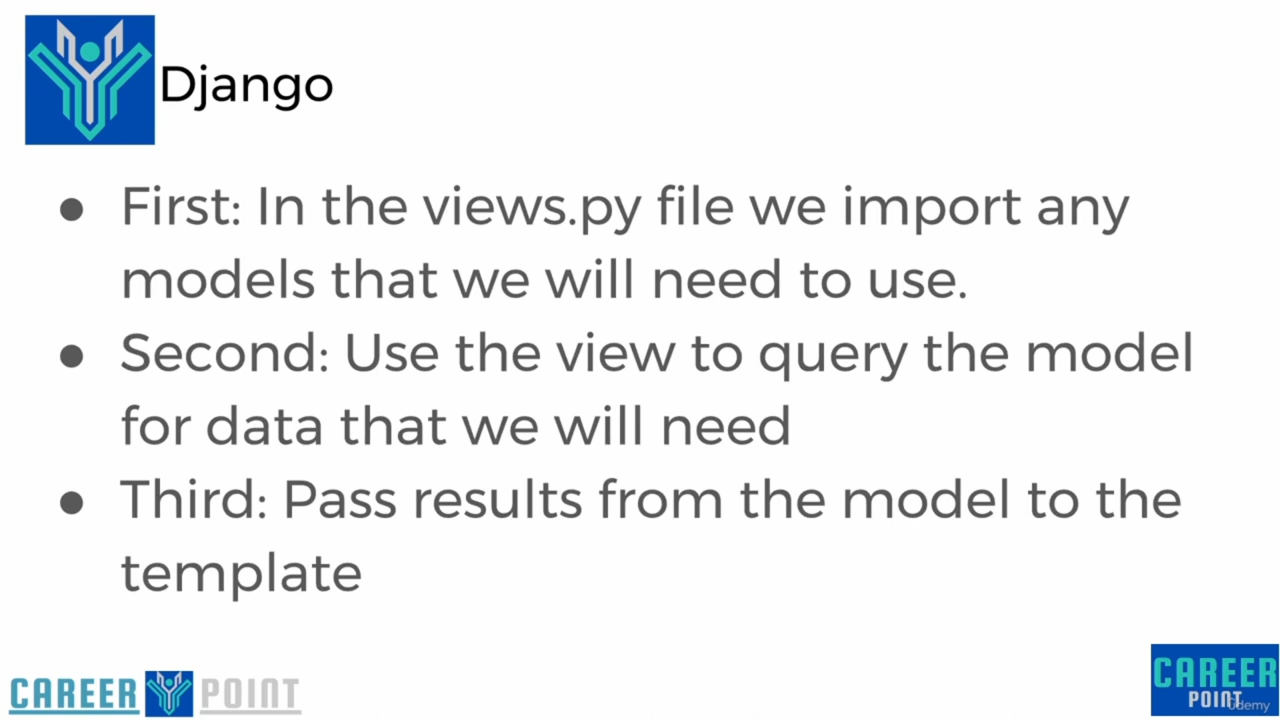 Django
● First: In the views.py file we import any
models that we will need to use.
● Second: Use the view to query the model
for data that we will need
● Third: Pass results from the model to the
template
CAREER POINT
CAREER
POINT
Udemy